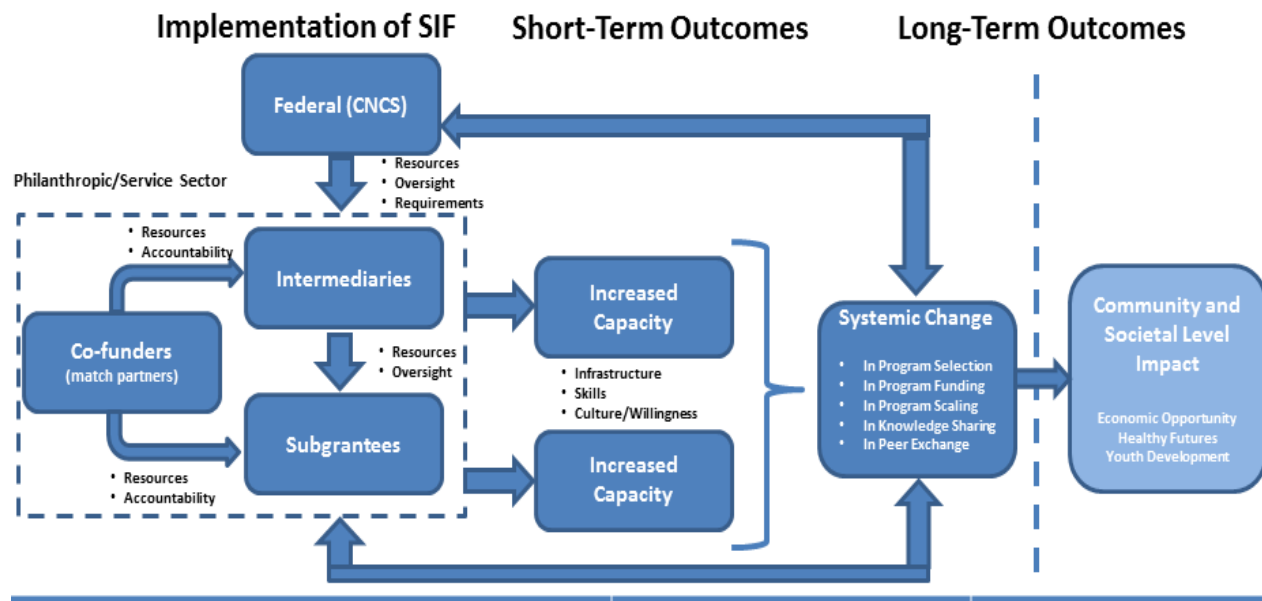 Implementation of SIF
Short-Term Outcomes
Long-Term Outcomes
Federal (CNCS)
• Resources
• Oversight
• Requirements
Philanthropic/Service Sector
• Resources
• Accountability
Intermediaries
Co-funders
(match partners)
• Resources
• Oversight
Subgrantees
• Resources
• Accountability
Increased
Capacity
• Infrastructure
• Skills
• Culture/Willingness
Increased
Capacity
Systemic Change
• In Program Selection
• In Program Funding
• In Program Scaling
• In Knowledge Sharing
• In Peer Exchange
Community and
Societal Level
Impact
Economic Opportunity
Healthy Futures
Youth Development